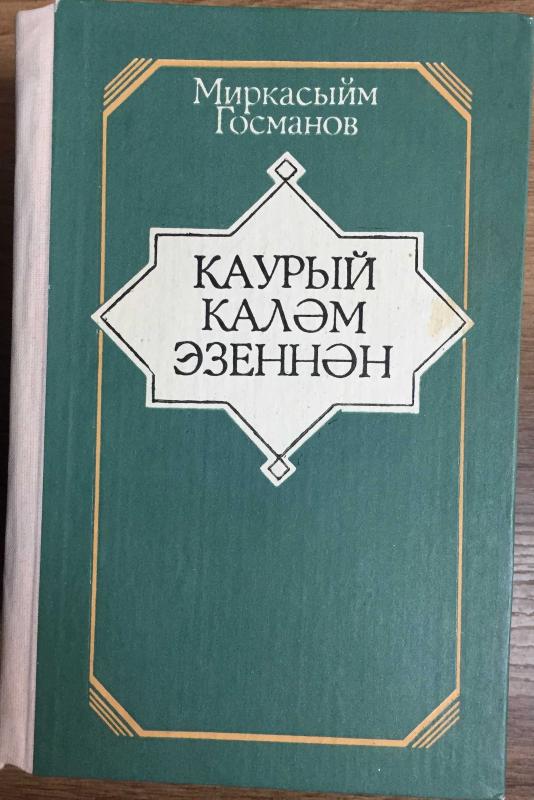 Миркасыйм
Госманов
КАУРЫЙ
КАЛӘМ
ЭЗЕННӘН